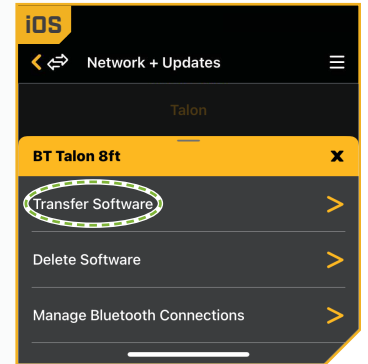 iOS
Network + Updates
Talon
BT Talon 8ft X
Transfer Software
Delete Software
Manage Bluetooth Connections